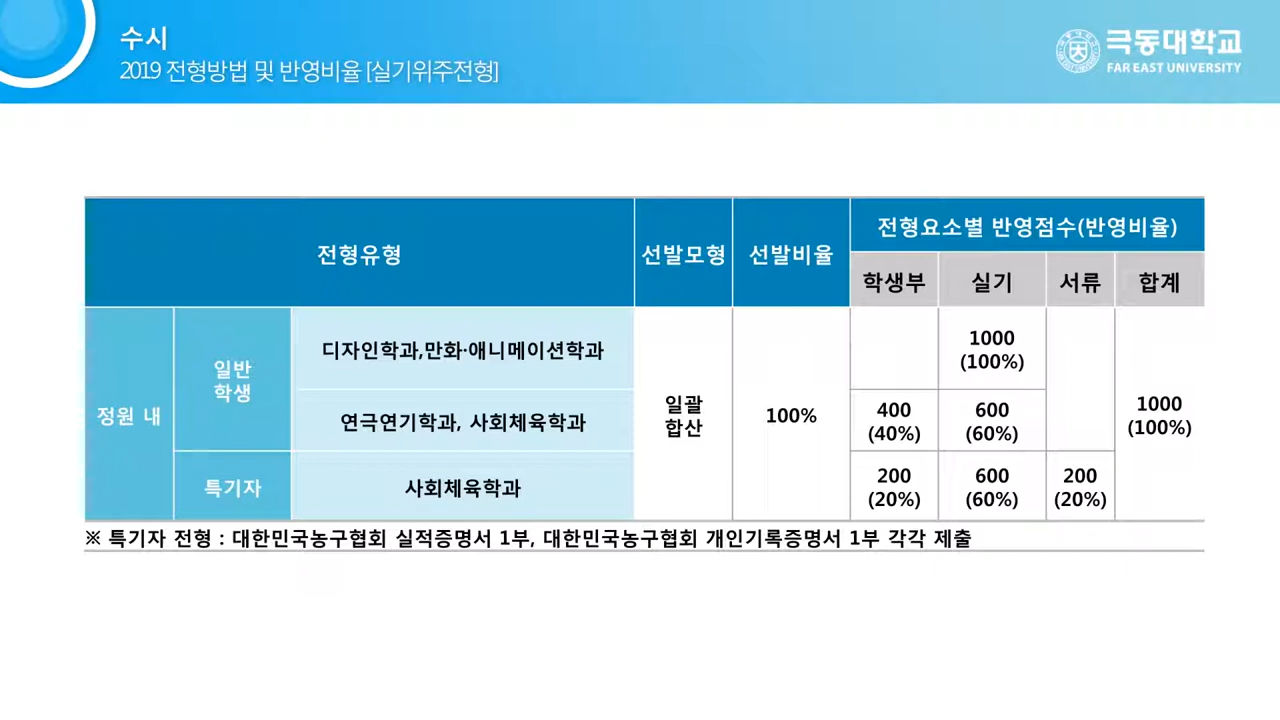 수시
2019 전형방법 및 반영비율 [실기위주전형]
극동대학교
FAR EAST UNIVERSITY
전형유형
선발모형
선발비율
전형요소별 반영점수(반영비율)
학생부
실기
서류
합계
정원 내
일반
학생
디자인학과,만화·애니메이션학과
일괄
합산
100%
1000
(100%)
1000
(100%)
연극연기학과, 사회체육학과
400
(40%)
600
(60%)
특기자
사회체육학과
200
(20%)
600
(60%)
200
(20%)
※ 특기자 전형 : 대한민국농구협회 실적증명서 1부, 대한민국농구협회 개인기록증명서 1부 각각 제출